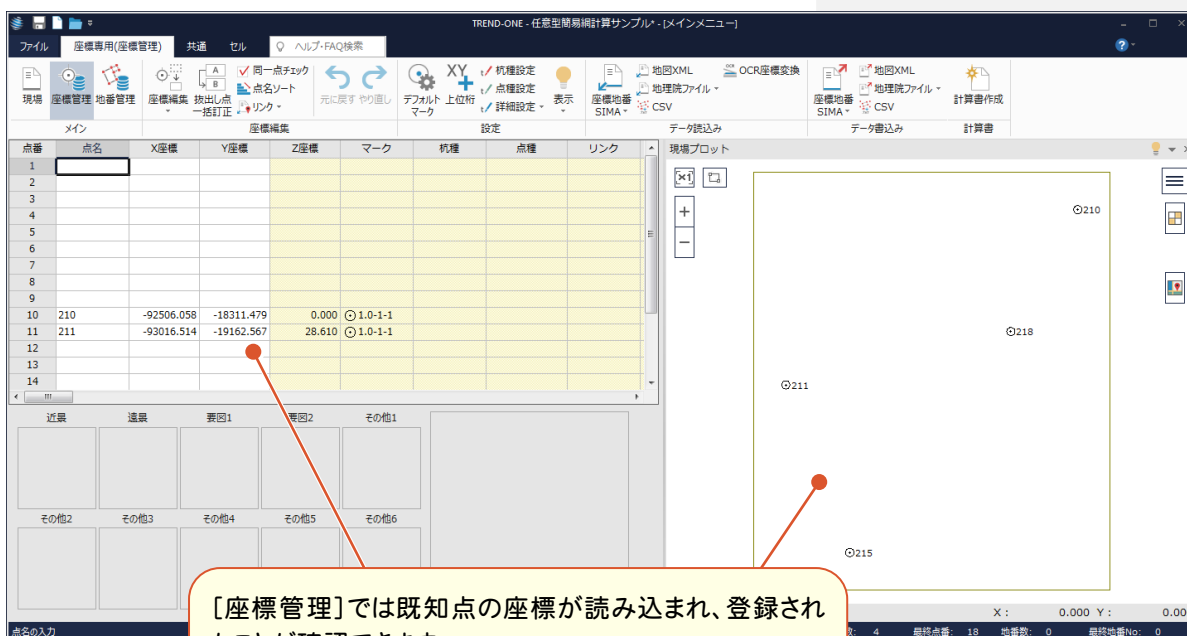 TREND-ONE - 任意型簡易網計算サンプル* - [メインメニュー]
ファイル 座標専用(座標管理) 共通 セル ヘルプ・FAQ検索
現場 座標管理 地番管理 座標編集 抜出し点一括訂正 同一点チェック 点名ソート リンク 元に戻す やり直し デフォルトマーク 上位桁 杭種設定 点種設定 詳細設定 表示 座標地番SIMA 地図XML 地理院ファイル CSV OCR座標変換 座標地番SIMA 地図XML 地理院ファイル CSV 計算書作成
メイン 座標編集 設定 データ読込み データ書込み 計算書
点番 点名 X座標 Y座標 Z座標 マーク 杭種 点種 リンク 現場プロット
1
2
3
4
5
6
7
8
9
10 210 -92506.058 -18311.479 0.000 1.0-1-1
11 211 -93016.514 -19162.567 28.610 1.0-1-1
12
13
14
210
218
211
215
近景 遠景 要図1 要図2 その他1
その他2 その他3 その他4 その他5 その他6
[座標管理]では既知点の座標が読み込まれ、登録され
X : 0.000 Y : 0.00
点名の入力 数: 4 最終点番: 18 地番数: 0 最終地番No: 0